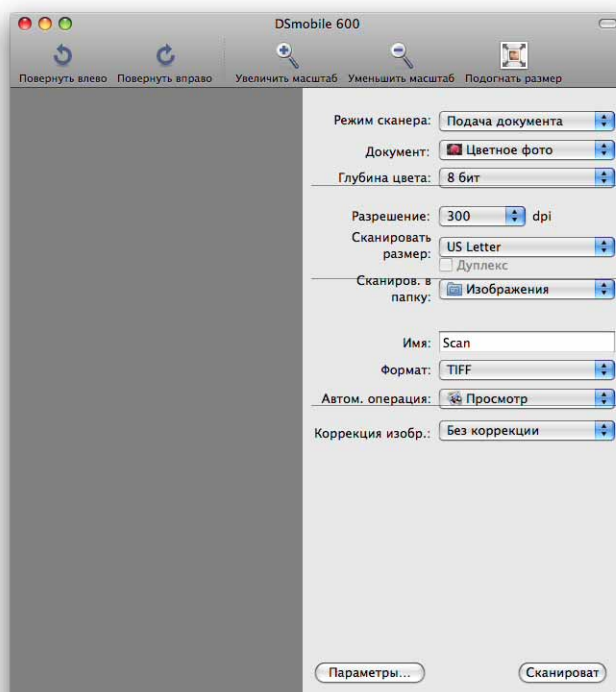 DSmobile 600
Повернуть влево Повернуть вправо Увеличить масштаб Уменьшить масштаб Подогнать размер
Режим сканера: Подача документа
Документ: Цветное фото
Глубина цвета: 8 бит
Разрешение: 300 dpi
Сканировать
размер: US Letter
Дуплекс
Сканиров. в
папку: Изображения
Имя: Scan
Формат: TIFF
Автом. операция: Просмотр
Коррекция изобр.: Без коррекции
Параметры... Сканироват